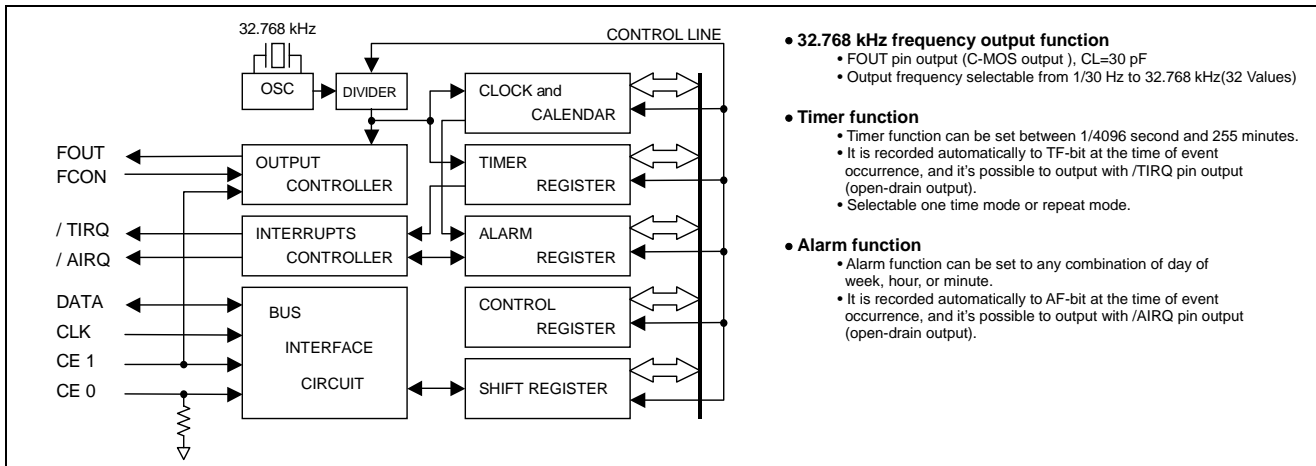 32.768 kHz
CONTROL LINE
OSC
DIVIDER
CLOCK and
CALENDAR
FOUT
FCON
OUTPUT
CONTROLLER
TIMER
REGISTER
/ TIRQ
/ AIRQ
INTERRUPTS
CONTROLLER
ALARM
REGISTER
DATA
CLK
CE 1
CE 0
BUS
INTERFACE
CIRCUIT
CONTROL
REGISTER
SHIFT REGISTER
• 32.768 kHz frequency output function
• FOUT pin output (C-MOS output ), CL=30 pF
• Output frequency selectable from 1/30 Hz to 32.768 kHz(32 Values)
• Timer function
• Timer function can be set between 1/4096 second and 255 minutes.
• It is recorded automatically to TF-bit at the time of event
occurrence, and it's possible to output with /TIRQ pin output
(open-drain output).
• Selectable one time mode or repeat mode.
• Alarm function
• Alarm function can be set to any combination of day of
week, hour, or minute.
• It is recorded automatically to AF-bit at the time of event
occurrence, and it's possible to output with /AIRQ pin output
(open-drain output).